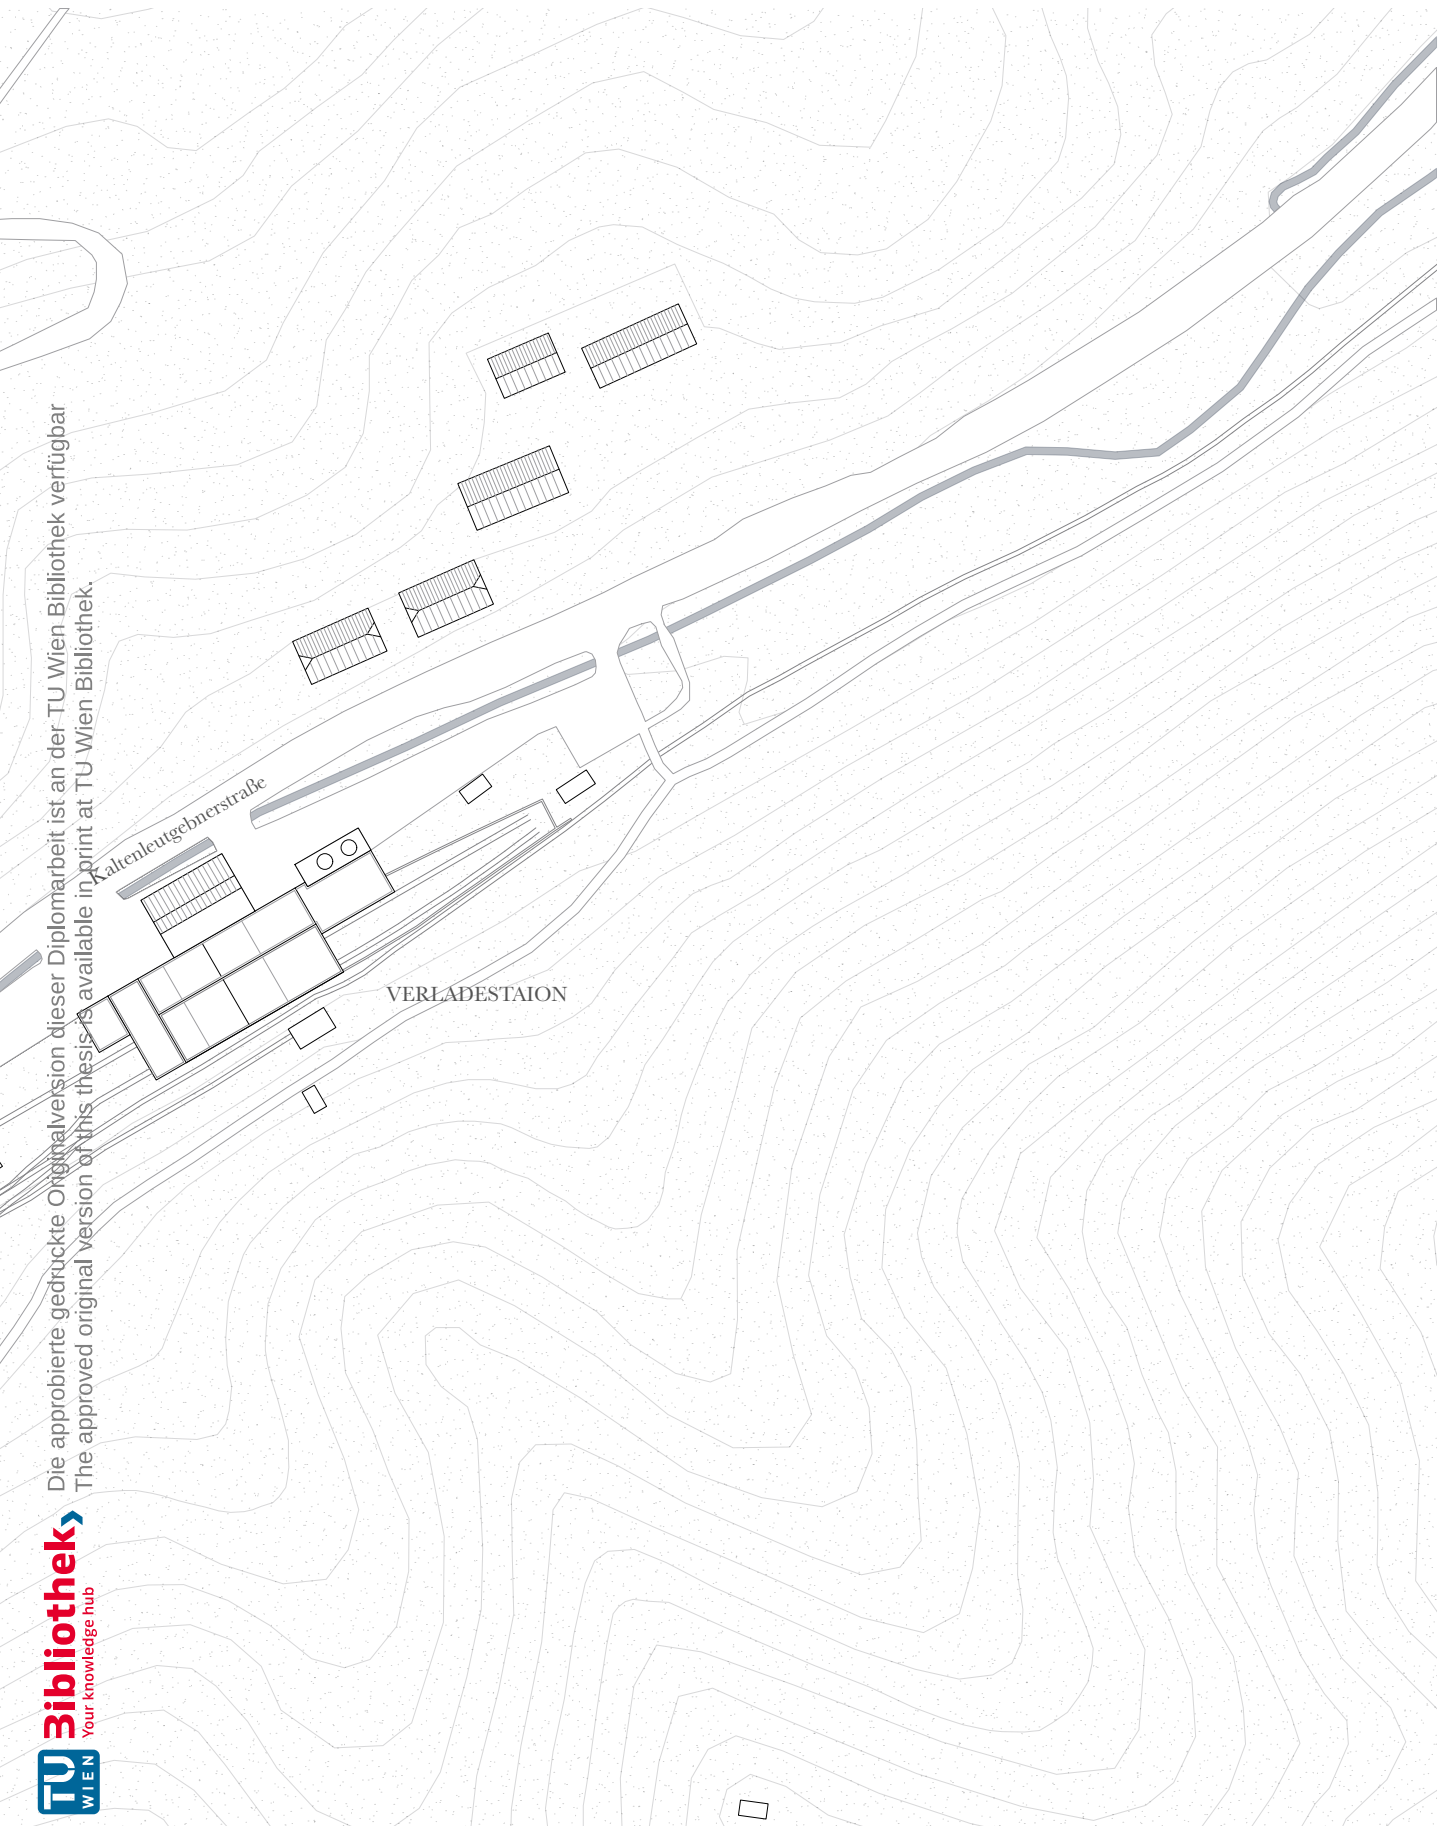 Kaltenleutgebnerstraße
VERLADESTAION
Die approbierte gedruckte Originalversion dieser Diplomarbeit ist an der TU Wien Bibliothek verfügbar
The approved original version of this thesis is available in print at TU Wien Bibliothek.
TU
WIEN
Bibliothek
Your knowledge hub